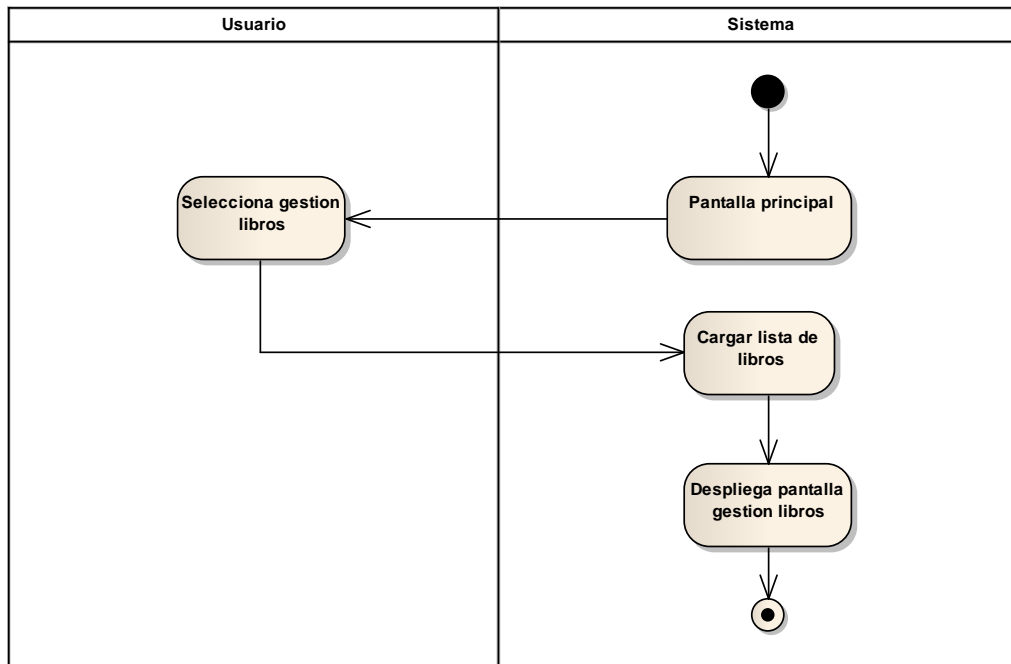 Usuario
Sistema
Pantalla principal
Selecciona gestion
libros
Cargar lista de
libros
Despliega pantalla
gestion libros